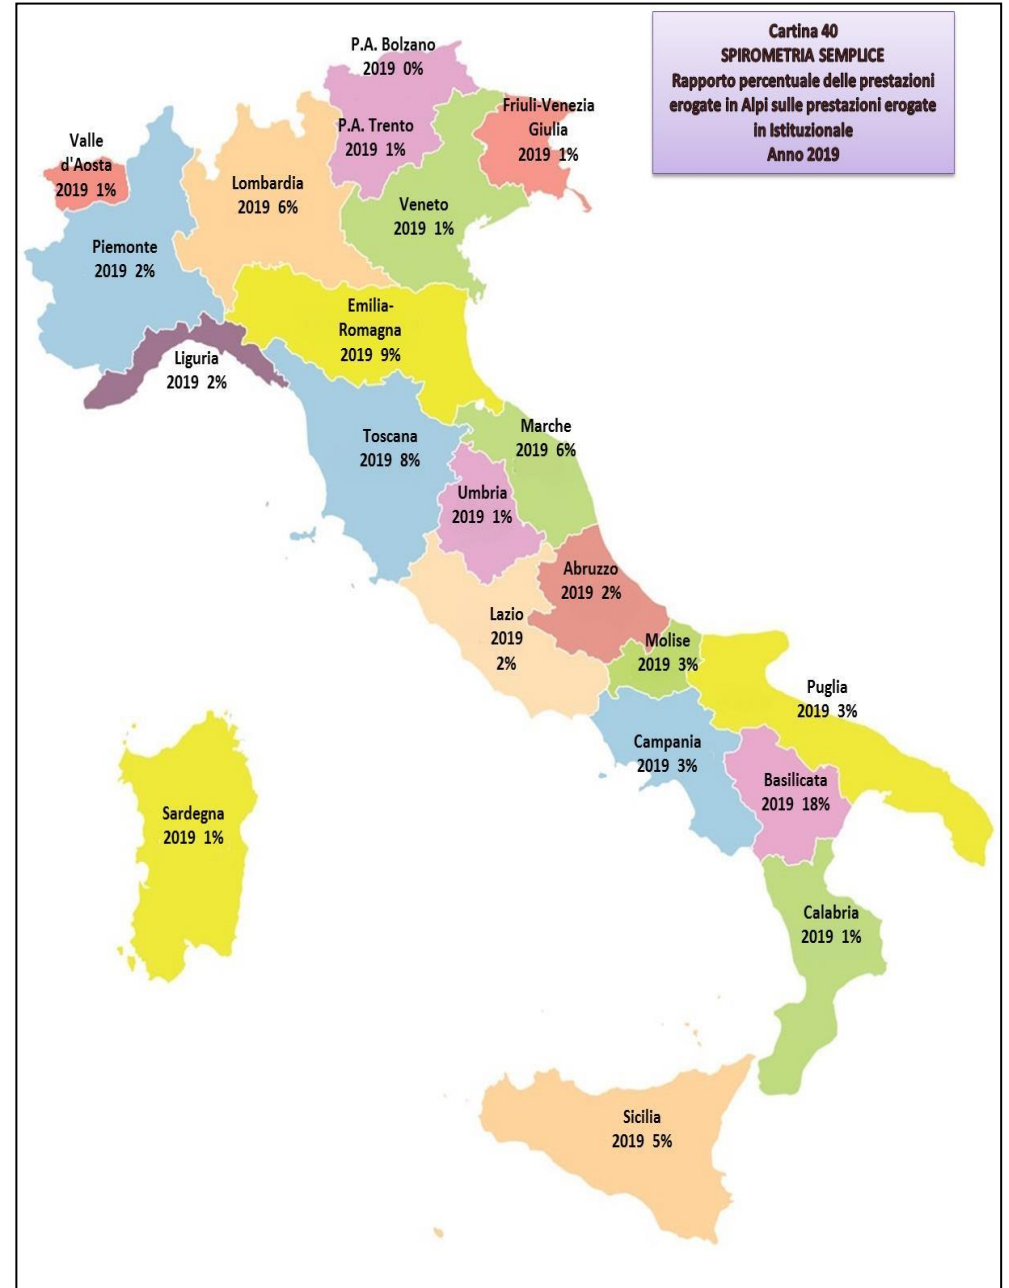 Cartina 40
SPIROMETRIA SEMPLICE
Rapporto percentuale delle prestazioni
erogate in Alpi sulle prestazioni erogate
in Istituzionale
Anno 2019
P.A. Bolzano
2019 0%
P.A. Trento
2019 1%
Friuli-Venezia
Giulia
2019 1%
Valle
d'Aosta
2019 1%
Lombardia
2019 6%
Veneto
2019 1%
Piemonte
2019 2%
Emilia-
Romagna
2019 9%
Liguria
2019 2%
Toscana
2019 8%
Marche
2019 6%
Umbria
2019 1%
Abruzzo
2019 2%
Lazio
2019
2%
Molise
2019 3%
Puglia
2019 3%
Campania
2019 3%
Basilicata
2019 18%
Sardegna
2019 1%
Calabria
2019 1%
Sicilia
2019 5%